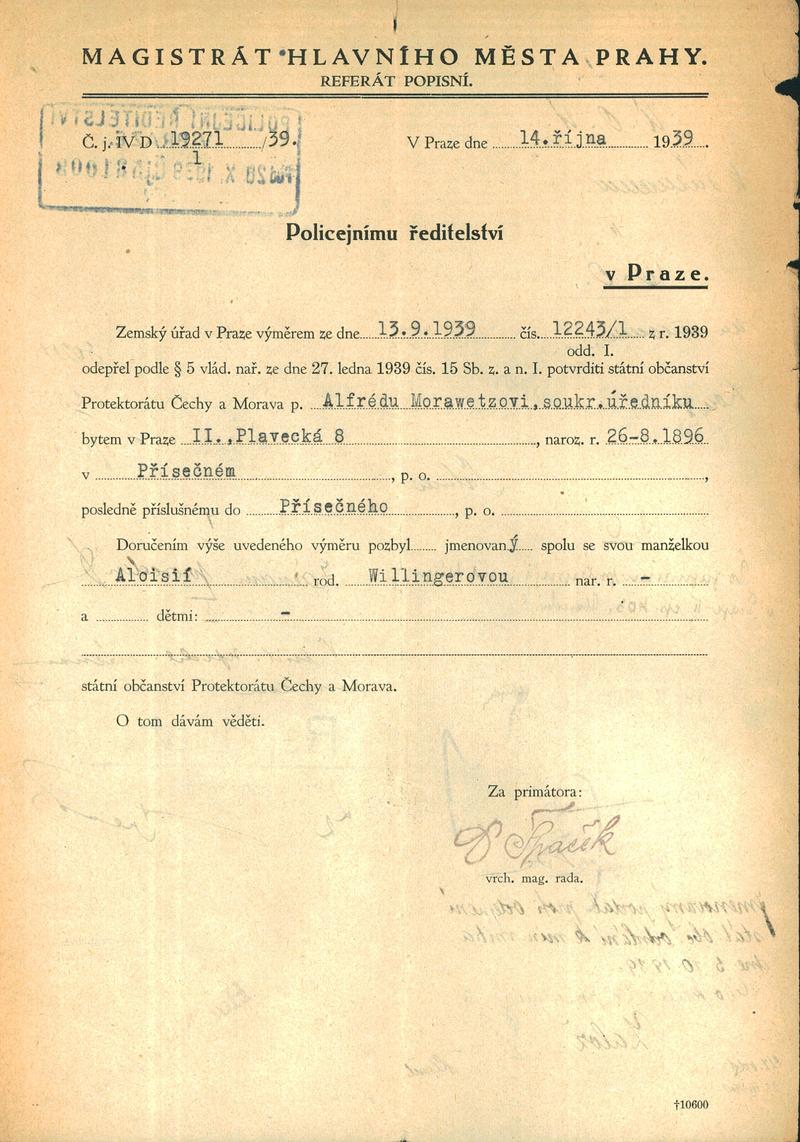 MAGISTRÁT HLAVNÍHO MĚSTA PRAHY.
REFERÁT POPISNÍ.
Č. j. IV D 19271/39.
1
V Praze dne 14. října 1939.
Policejnímu ředitelství
v Praze.
Zemský úřad v Praze výměrem ze dne 13.9.1939 čís. 12243/1 z r. 1939
odd. I.
odepřel podle § 5 vlád. nař. ze dne 27. ledna 1939 čís. 15 Sb. z. a n. I. potvrditi státní občanství
Protektorátu Čechy a Morava p. Alfrédu Morawetzovi, soukr. úředníku
bytem v Praze II., Plavecká 8, naroz. r. 26-8.1896
v Přísečném, p. o.,
posledně příslušnému do Přísečného, p. o.
Doručením výše uvedeného výměru pozbyl jmenovaný spolu se svou manželkou
Aloisií rod. Willingerovou nar. r. -
a dětmi: -
státní občanství Protektorátu Čechy a Morava.
O tom dávám věděti.
Za primátora:
vrch. mag. rada.
†10600